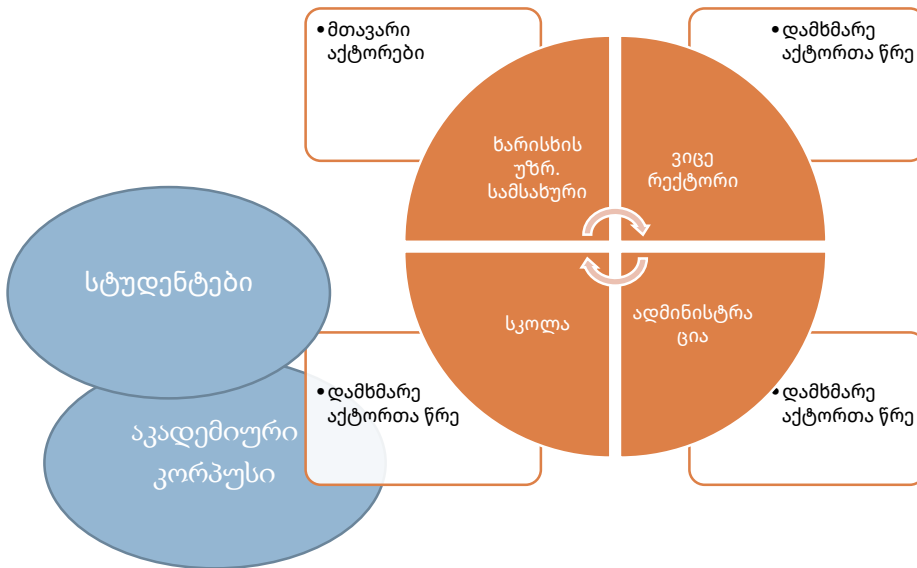 • მთავარი
აქტორები
• დამხმარე
აქტორთა წრე
ხარისხის
უზრ.
სამსახური
ვიცე
რექტორი
სტუდენტები
სკოლა
ადმინისტრა
ცია
• დამხმარე
აქტორთა წრე
• დამხმარე
აქტორთა წრე
აკადემიური
კორპუსი